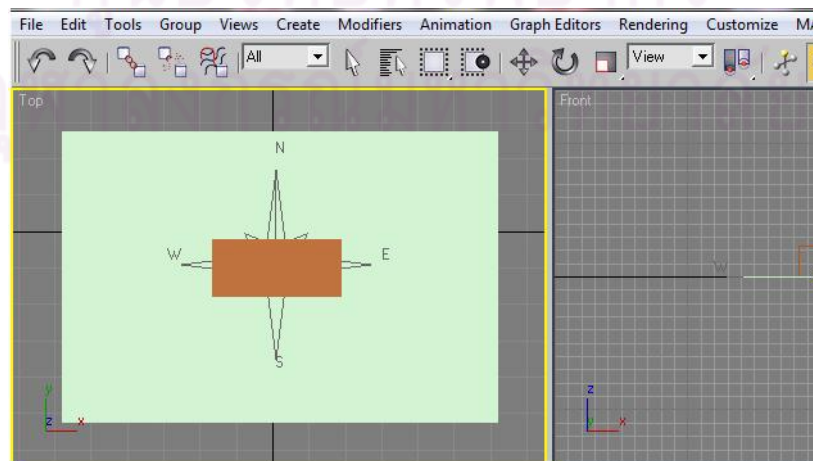 File Edit Tools Group Views Create Modifiers Animation Graph Editors Rendering Customize
All View
Top Front
N
W E W
S
y z x z y x